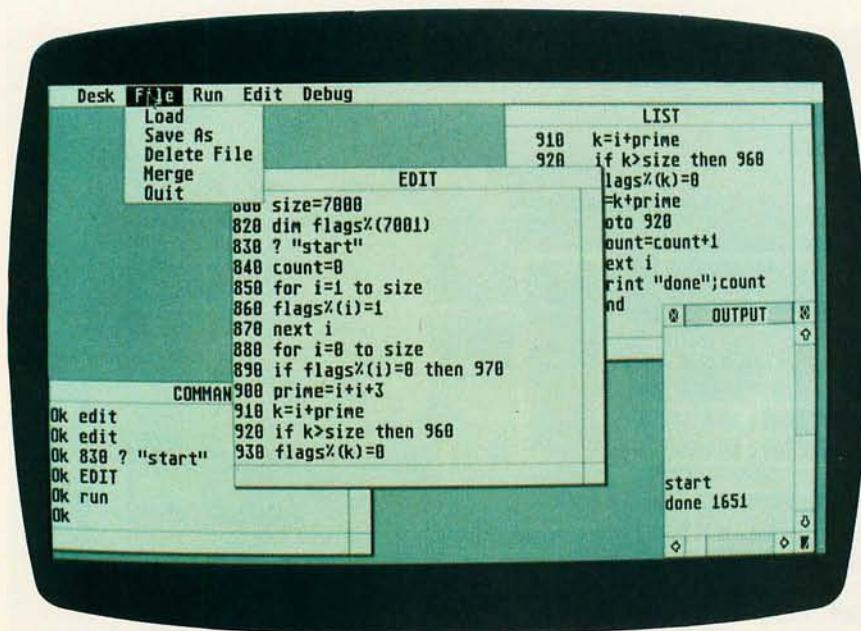 Desk File Run Edit Debug
Load
Save As
Delete File
Merge
Quit
LIST
910 k=i+prime
920 if k>size then 960
lags%(k)=0
=k+prime
oto 920
ount=count+1
ext i
rint "done";count
nd
EDIT
size=7000
820 dim flags%(7001)
830 ? "start"
840 count=0
850 for i=1 to size
860 flags%(i)=1
870 next i
880 for i=0 to size
890 if flags%(i)=0 then 970
900 prime=i+i+3
910 k=i+prime
920 if k>size then 960
930 flags%(k)=0
COMMAN
Ok edit
Ok edit
Ok 830 ? "start"
Ok EDIT
Ok run
Ok
OUTPUT
start
done 1651